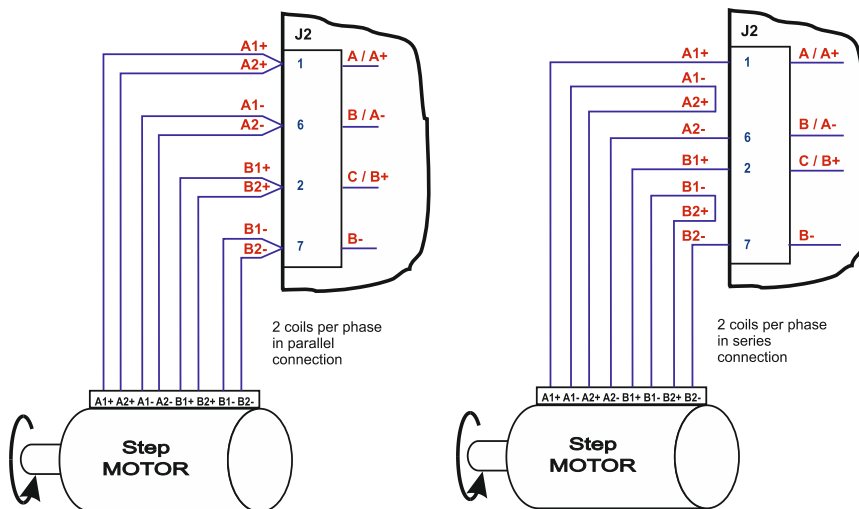 J2
A1+
A2+
1
A / A+
A1-
A2-
6
B / A-
B1+
B2+
2
C / B+
B1-
B2-
7
B-
2 coils per phase
in parallel
connection
A1+ A2+ A1- A2- B1+ B2+ B1- B2-
Step
MOTOR
J2
A1+
1
A / A+
A1-
A2+
A2-
6
B / A-
B1+
2
C / B+
B1-
B2+
B2-
7
B-
2 coils per phase
in series
connection
A1+ A1- A2+ A2- B1+ B1- B2+ B2-
Step
MOTOR